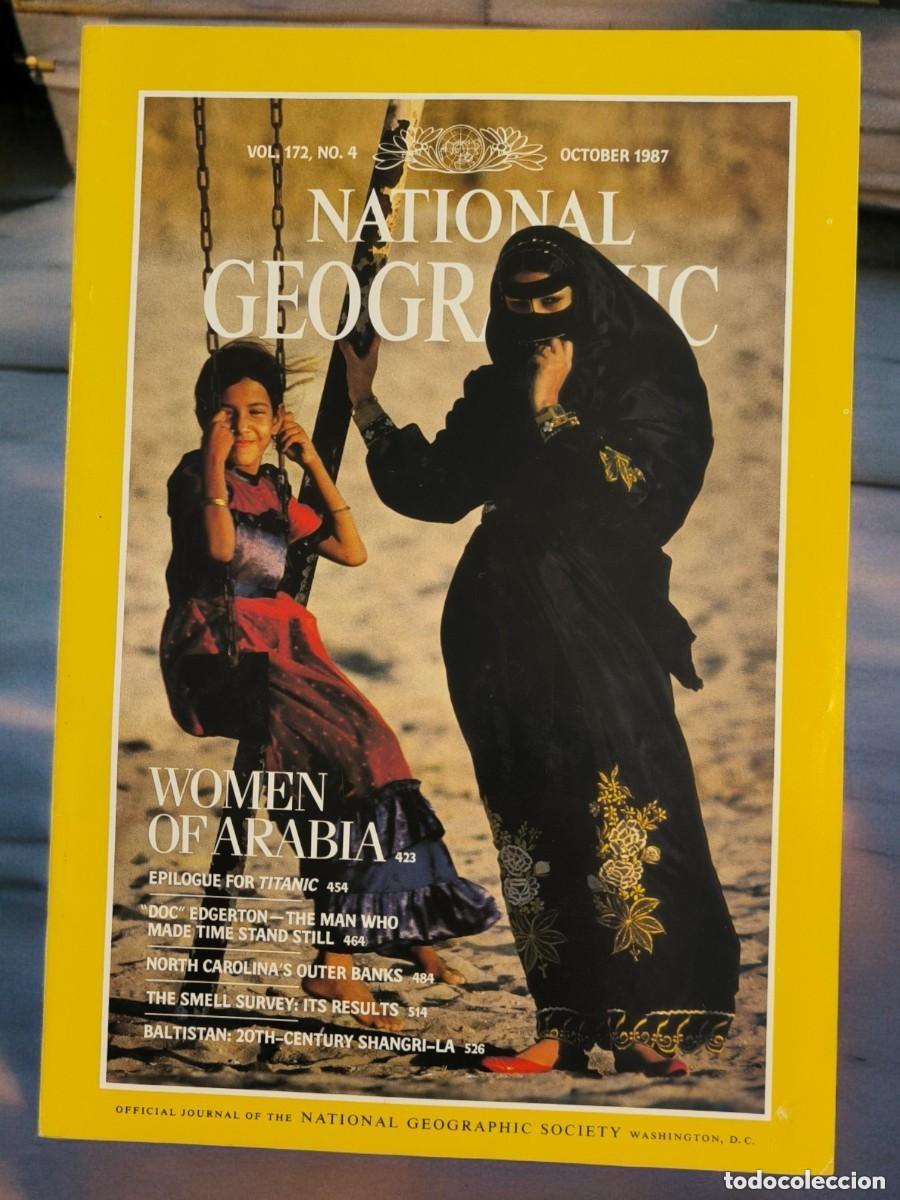 VOL. 172, NO. 4
OCTOBER 1987
NATIONAL
GEOGRAPHIC
WOMEN
OF ARABIA 423
EPILOGUE FOR TITANIC 454
"DOC" EDGERTON—THE MAN WHO
MADE TIME STAND STILL 464
NORTH CAROLINA'S OUTER BANKS 484
THE SMELL SURVEY: ITS RESULTS 514
BALTISTAN: 20TH-CENTURY SHANGRI-LA 526
OFFICIAL JOURNAL OF THE NATIONAL GEOGRAPHIC SOCIETY WASHINGTON, D.C.
todocoleccion